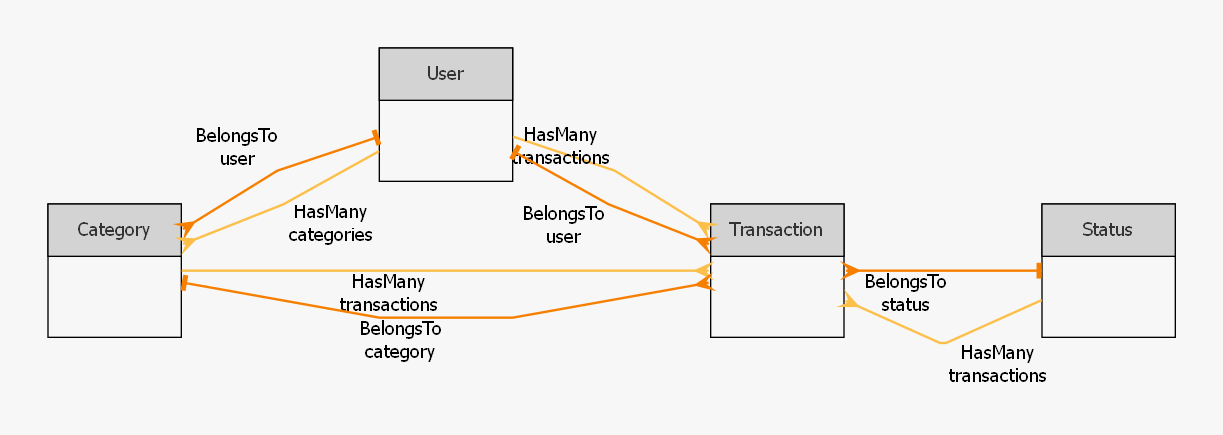 User
BelongsTo
user
HasMany
transactions
HasMany
categories
BelongsTo
user
Category
Transaction
Status
HasMany
transactions
BelongsTo
status
BelongsTo
category
HasMany
transactions